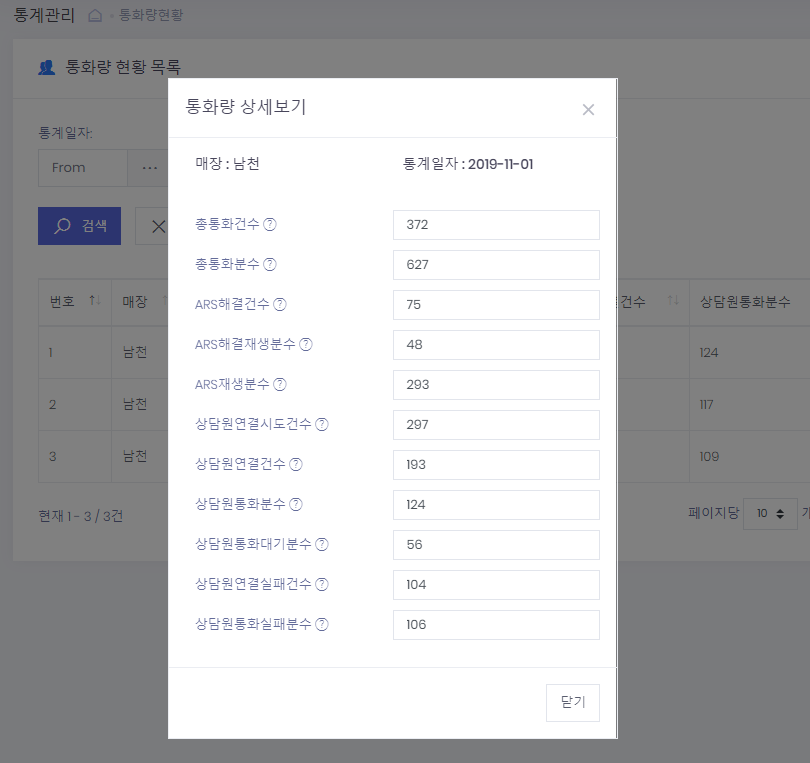 통계관리 - 통화량현황
통화량 현황 목록
통계일자:
From ...
검색
번호 매장 건수 상담원통화분수
1 남천 124
2 남천 117
3 남천 109
현재 1 - 3 / 3건
페이지당 10
통화량 상세보기 ×
매장 : 남천 통계일자 : 2019-11-01
총통화건수 ? 372
총통화분수 ? 627
ARS해결건수 ? 75
ARS해결재생분수 ? 48
ARS재생분수 ? 293
상담원연결시도건수 ? 297
상담원연결건수 ? 193
상담원통화분수 ? 124
상담원통화대기분수 ? 56
상담원연결실패건수 ? 104
상담원통화실패분수 ? 106
닫기